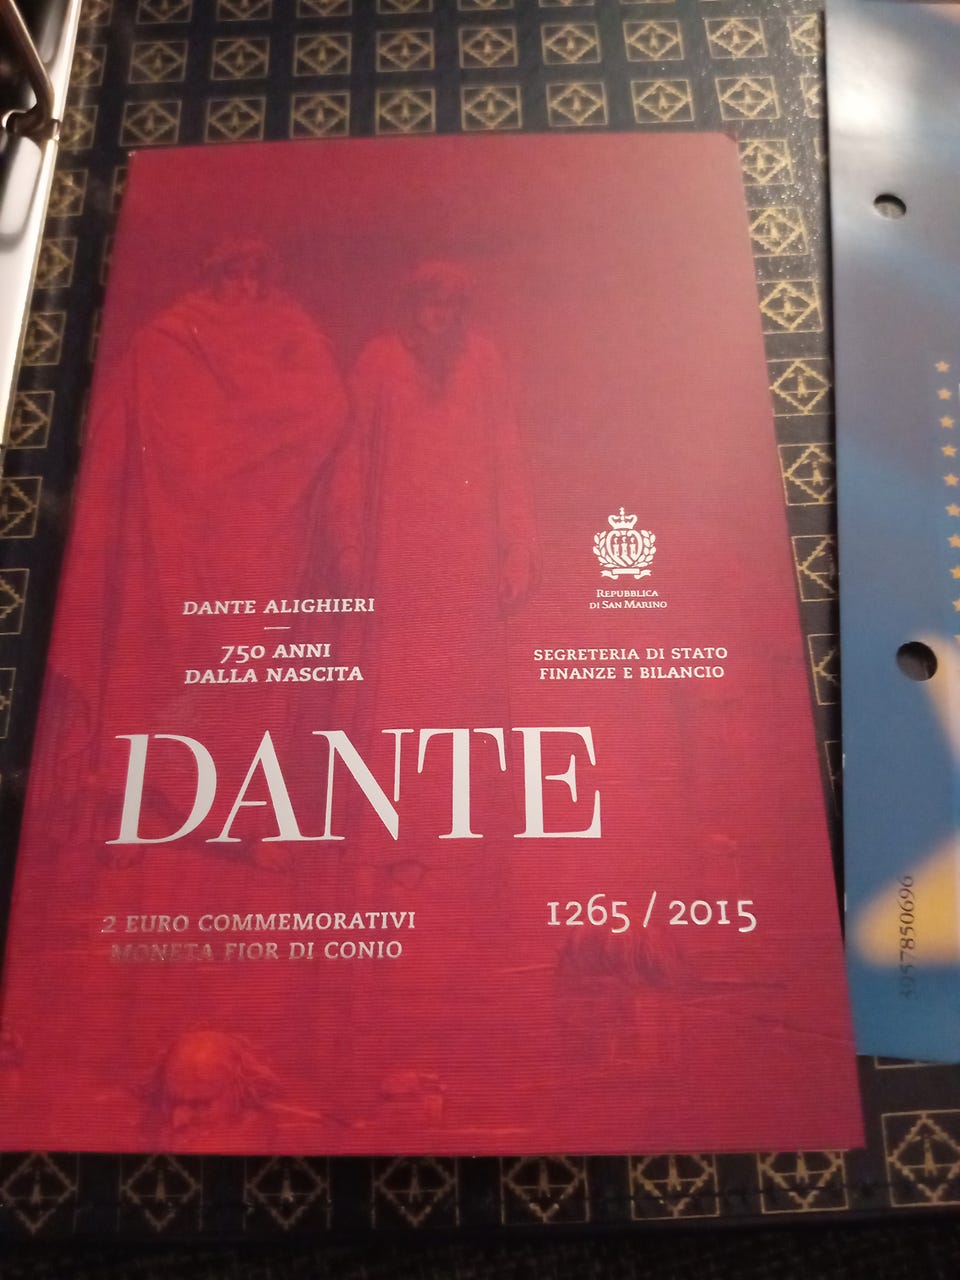 REPUBBLICA
DI SAN MARINO
DANTE ALIGHIERI
750 ANNI
DALLA NASCITA
SEGRETERIA DI STATO
FINANZE E BILANCIO
DANTE
2 EURO COMMEMORATIVI
MONETA FIOR DI CONIO
1265 / 2015
3957850696